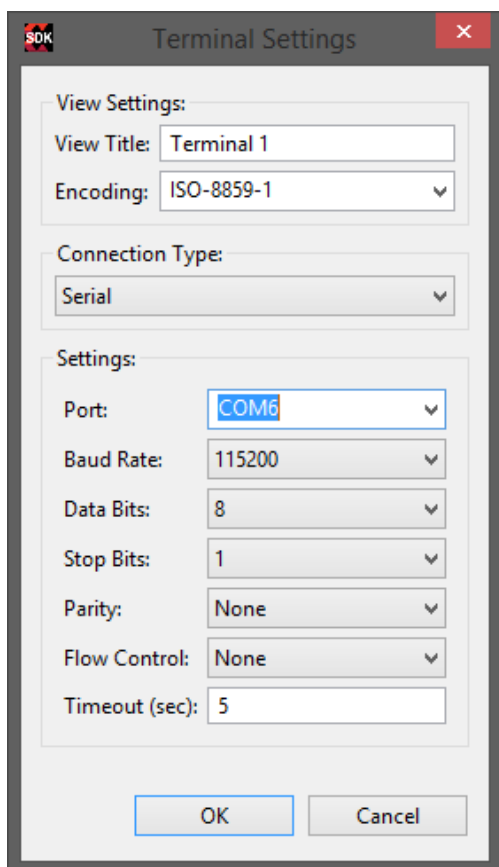 SDK Terminal Settings
View Settings:
View Title: Terminal 1
Encoding: ISO-8859-1
Connection Type:
Serial
Settings:
Port: COM6
Baud Rate: 115200
Data Bits: 8
Stop Bits: 1
Parity: None
Flow Control: None
Timeout (sec): 5
OK Cancel